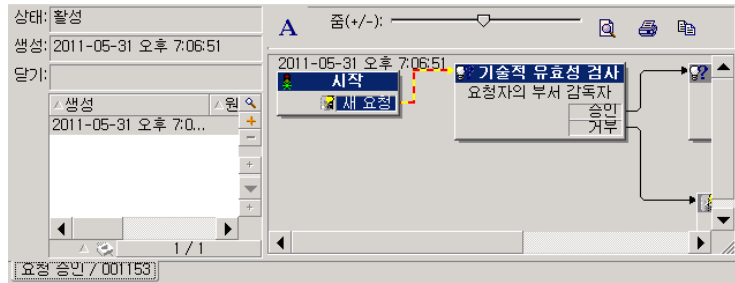 상태: 활성
생성: 2011-05-31 오후 7:06:51
닫기:
생성 원
2011-05-31 오후 7:0...
1 / 1
요청 승인 / 001153
A 줌(+/-):
2011-05-31 오후 7:06:51
시작
새 요청
기술적 유효성 검사
요청자의 부서 감독자
승인
거부